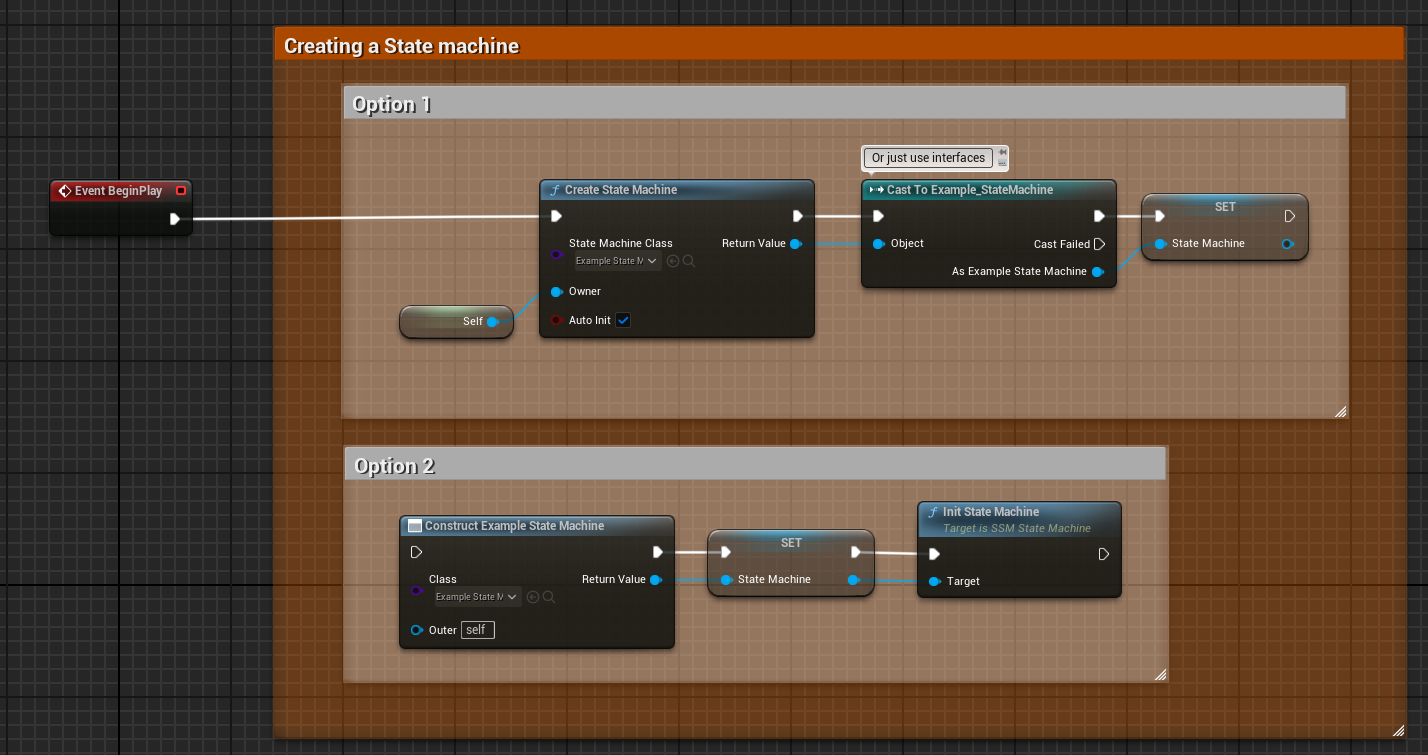 Creating a State machine
Option 1
Or just use interfaces
Event BeginPlay
Create State Machine
Cast To Example_StateMachine
SET
State Machine Class
Return Value
Object
Cast Failed
State Machine
Example State M
As Example State Machine
Owner
Self
Auto Init
Option 2
Construct Example State Machine
SET
Init State Machine
Target is SSM State Machine
Class
Return Value
State Machine
Target
Example State M
Outer self